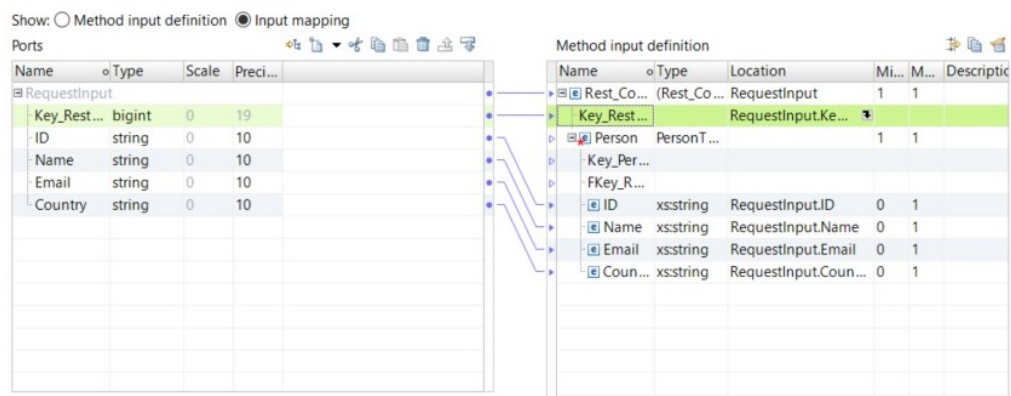 Show: Method input definition Input mapping
Ports
Method input definition
Name Type Scale Preci...
RequestInput
Key_Rest... bigint 0 19
ID string 0 10
Name string 0 10
Email string 0 10
Country string 0 10
Name Type Location Mi... M... Descriptic
Rest_Co... (Rest_Co... RequestInput 1 1
Key_Rest... RequestInput.Ke...
Person PersonT... 1 1
Key_Per...
FKey_R...
ID xs:string RequestInput.ID 0 1
Name xs:string RequestInput.Name 0 1
Email xs:string RequestInput.Email 0 1
Coun... xs:string RequestInput.Coun... 0 1